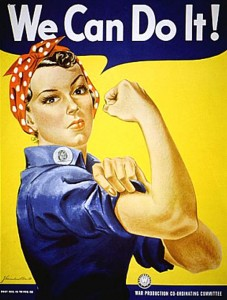 We Can Do It!
WAR PRODUCTION CO-ORDINATING COMMITTEE